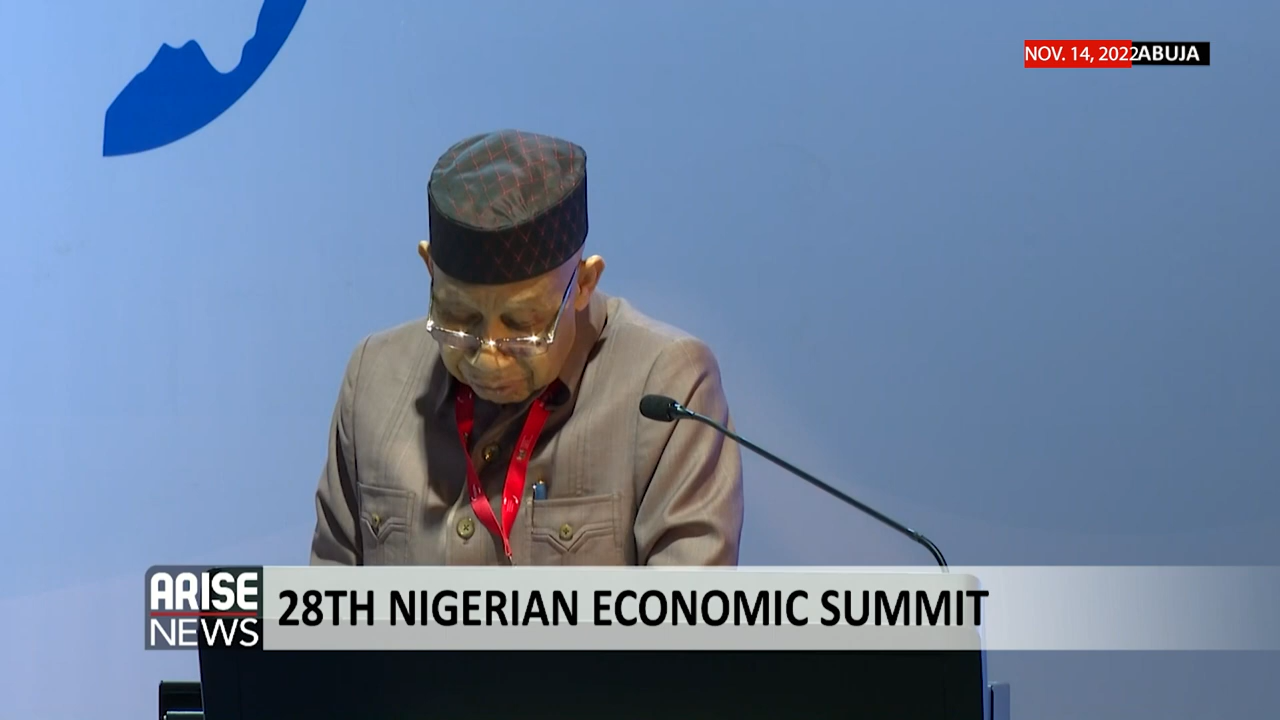 NOV. 14, 2022 ABUJA
ARISE
NEWS
28TH NIGERIAN ECONOMIC SUMMIT